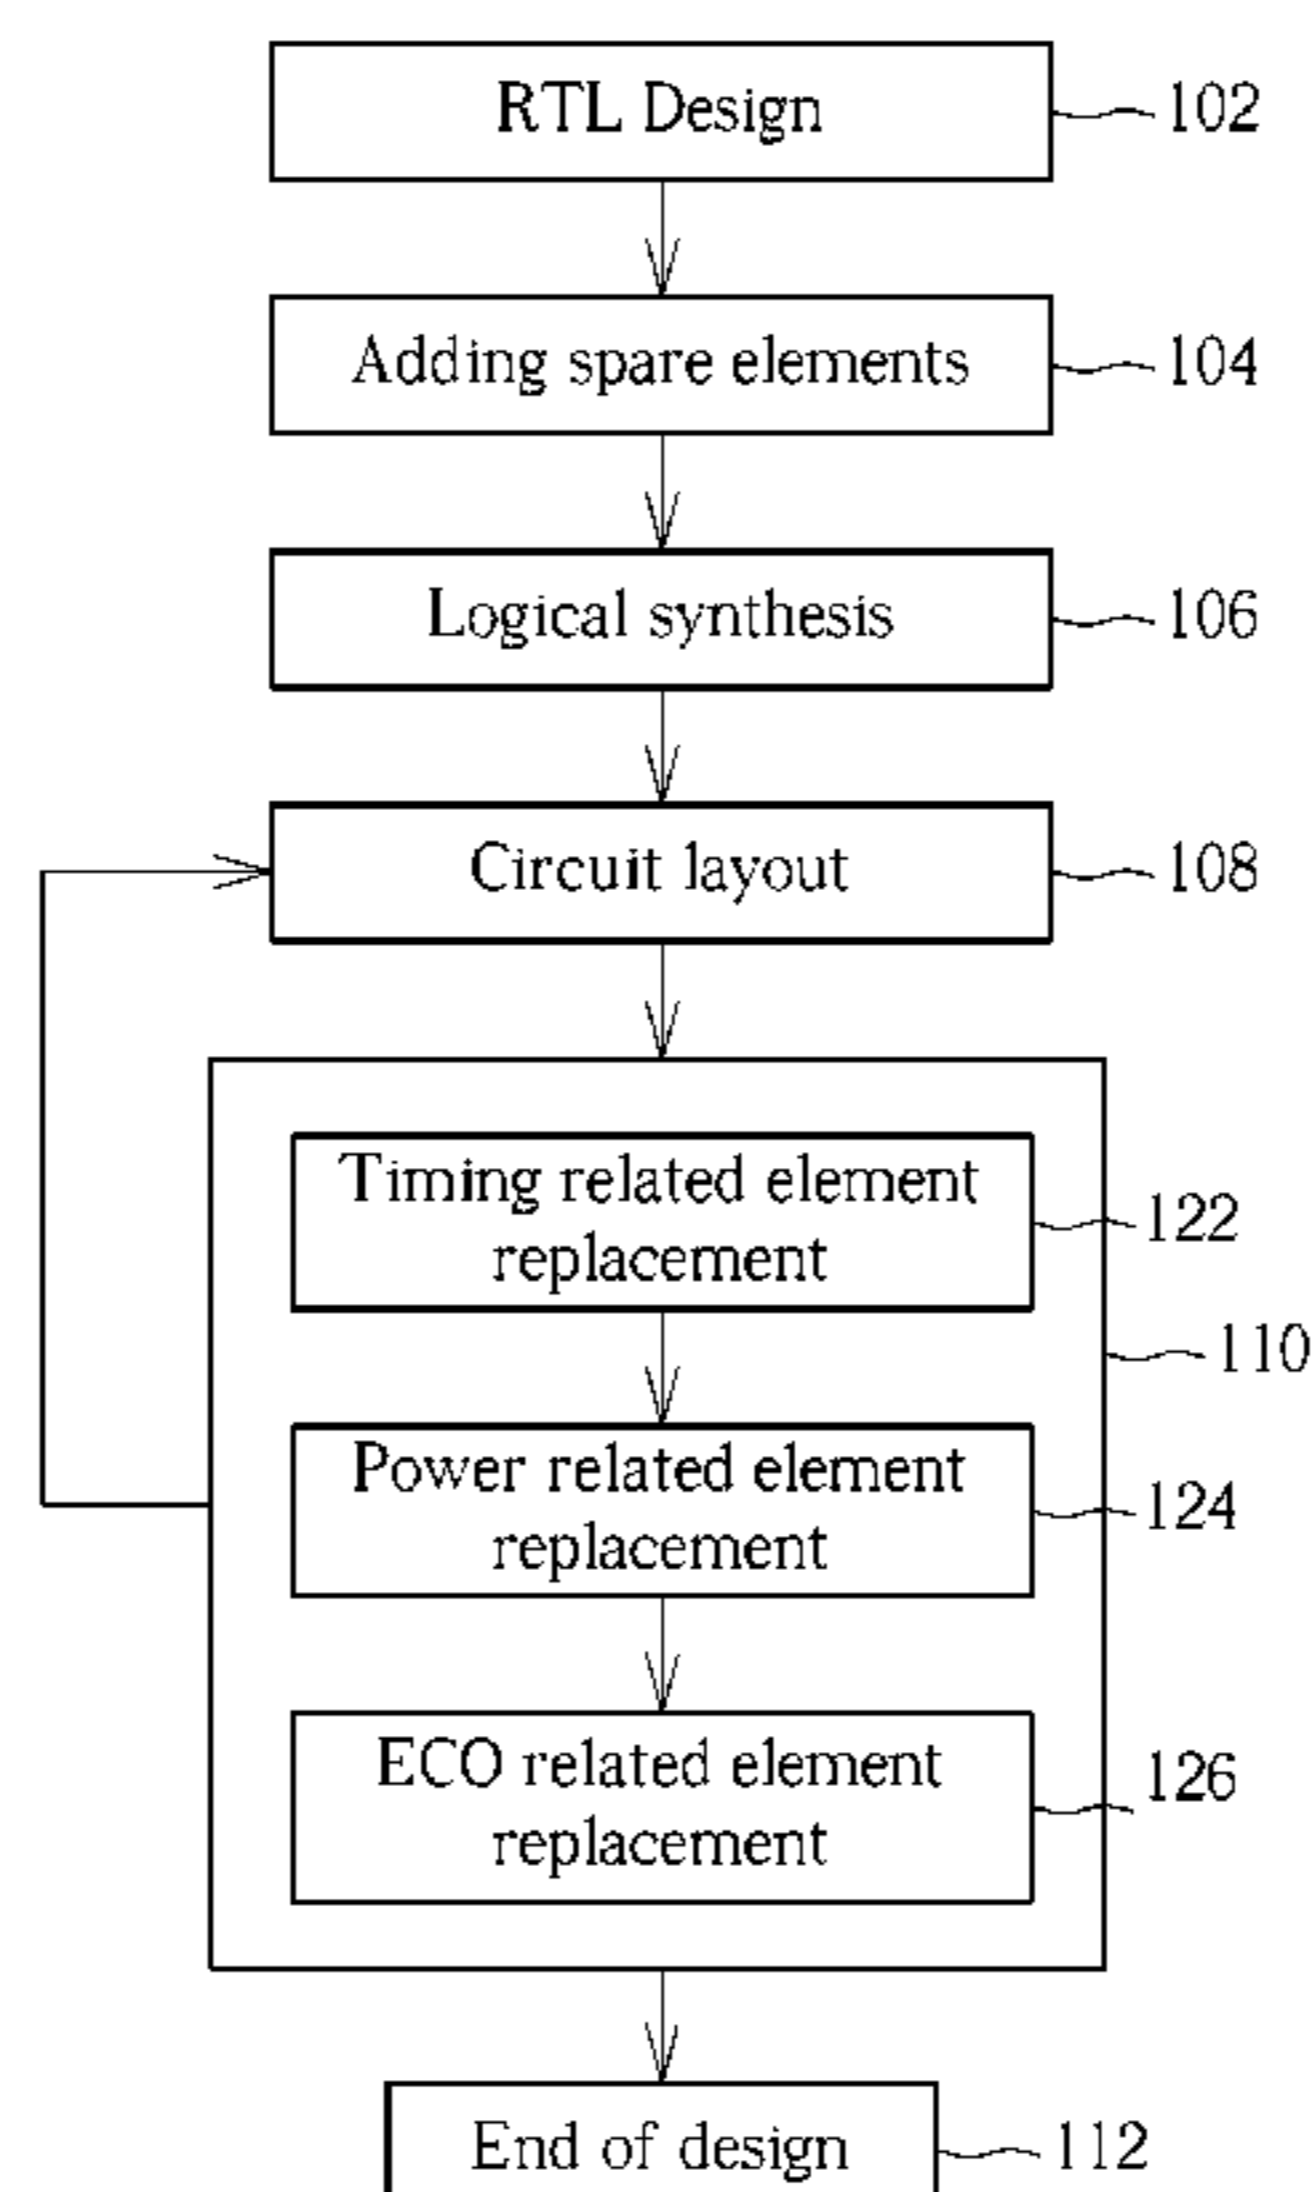 RTL Design
102
Adding spare elements
104
Logical synthesis
106
Circuit layout
108
Timing related element
replacement
122
110
Power related element
replacement
124
ECO related element
replacement
126
End of design
112